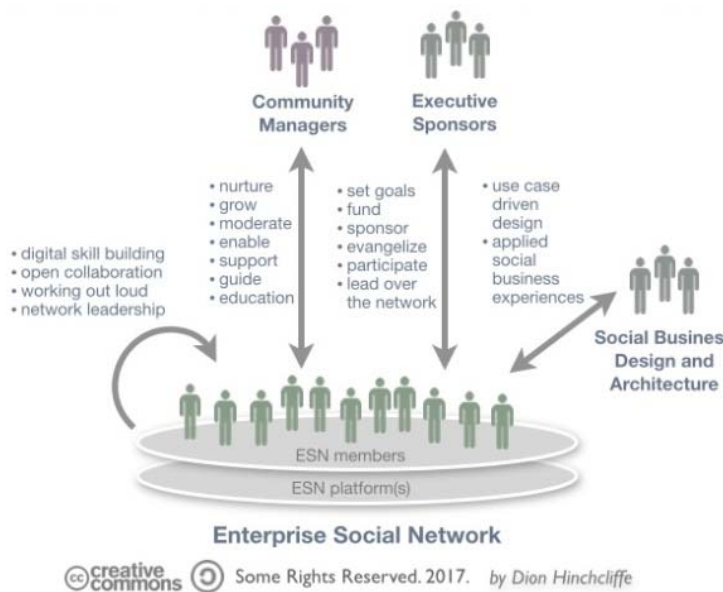 Community
Managers
Executive
Sponsors
• nurture
• grow
• moderate
• enable
• support
• guide
• education
• set goals
• fund
• sponsor
• evangelize
• participate
• lead over
the network
• use case
driven
design
• applied
social
business
experiences
• digital skill building
• open collaboration
• working out loud
• network leadership
Social Busines
Design and
Architecture
ESN members
ESN platform(s)
Enterprise Social Network
cc creative
commons
Some Rights Reserved. 2017. by Dion Hinchcliffe